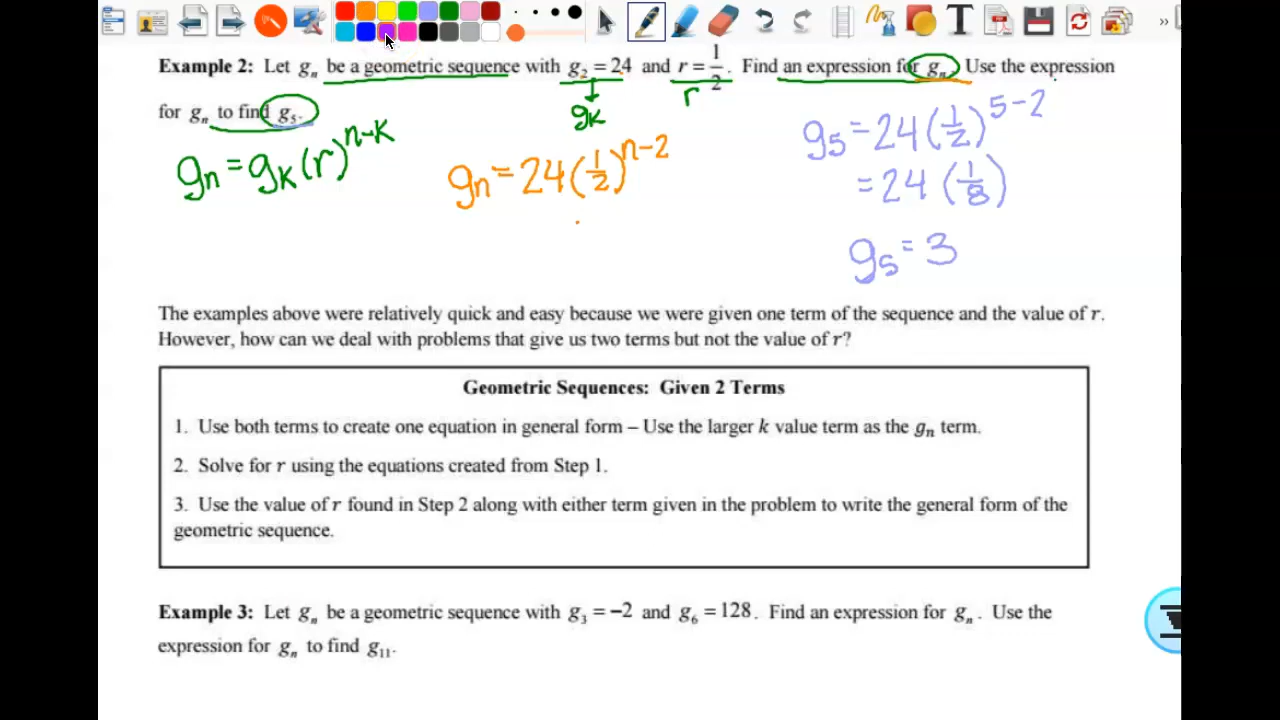 Example 2: Let gₙ be a geometric sequence with g₂ = 24 and r = 1/2. Find an expression for gₙ. Use the expression
for gₙ to find g₅.
r
gk
gn = gk(r)^(n-k)
gn = 24(1/2)^(n-2)
g5 = 24(1/2)^(5-2)
= 24(1/8)
g5 = 3
The examples above were relatively quick and easy because we were given one term of the sequence and the value of r.
However, how can we deal with problems that give us two terms but not the value of r?
Geometric Sequences: Given 2 Terms
1. Use both terms to create one equation in general form – Use the larger k value term as the gₙ term.
2. Solve for r using the equations created from Step 1.
3. Use the value of r found in Step 2 along with either term given in the problem to write the general form of the
geometric sequence.
Example 3: Let gₙ be a geometric sequence with g₃ = −2 and g₆ = 128. Find an expression for gₙ. Use the
expression for gₙ to find g₁₁.